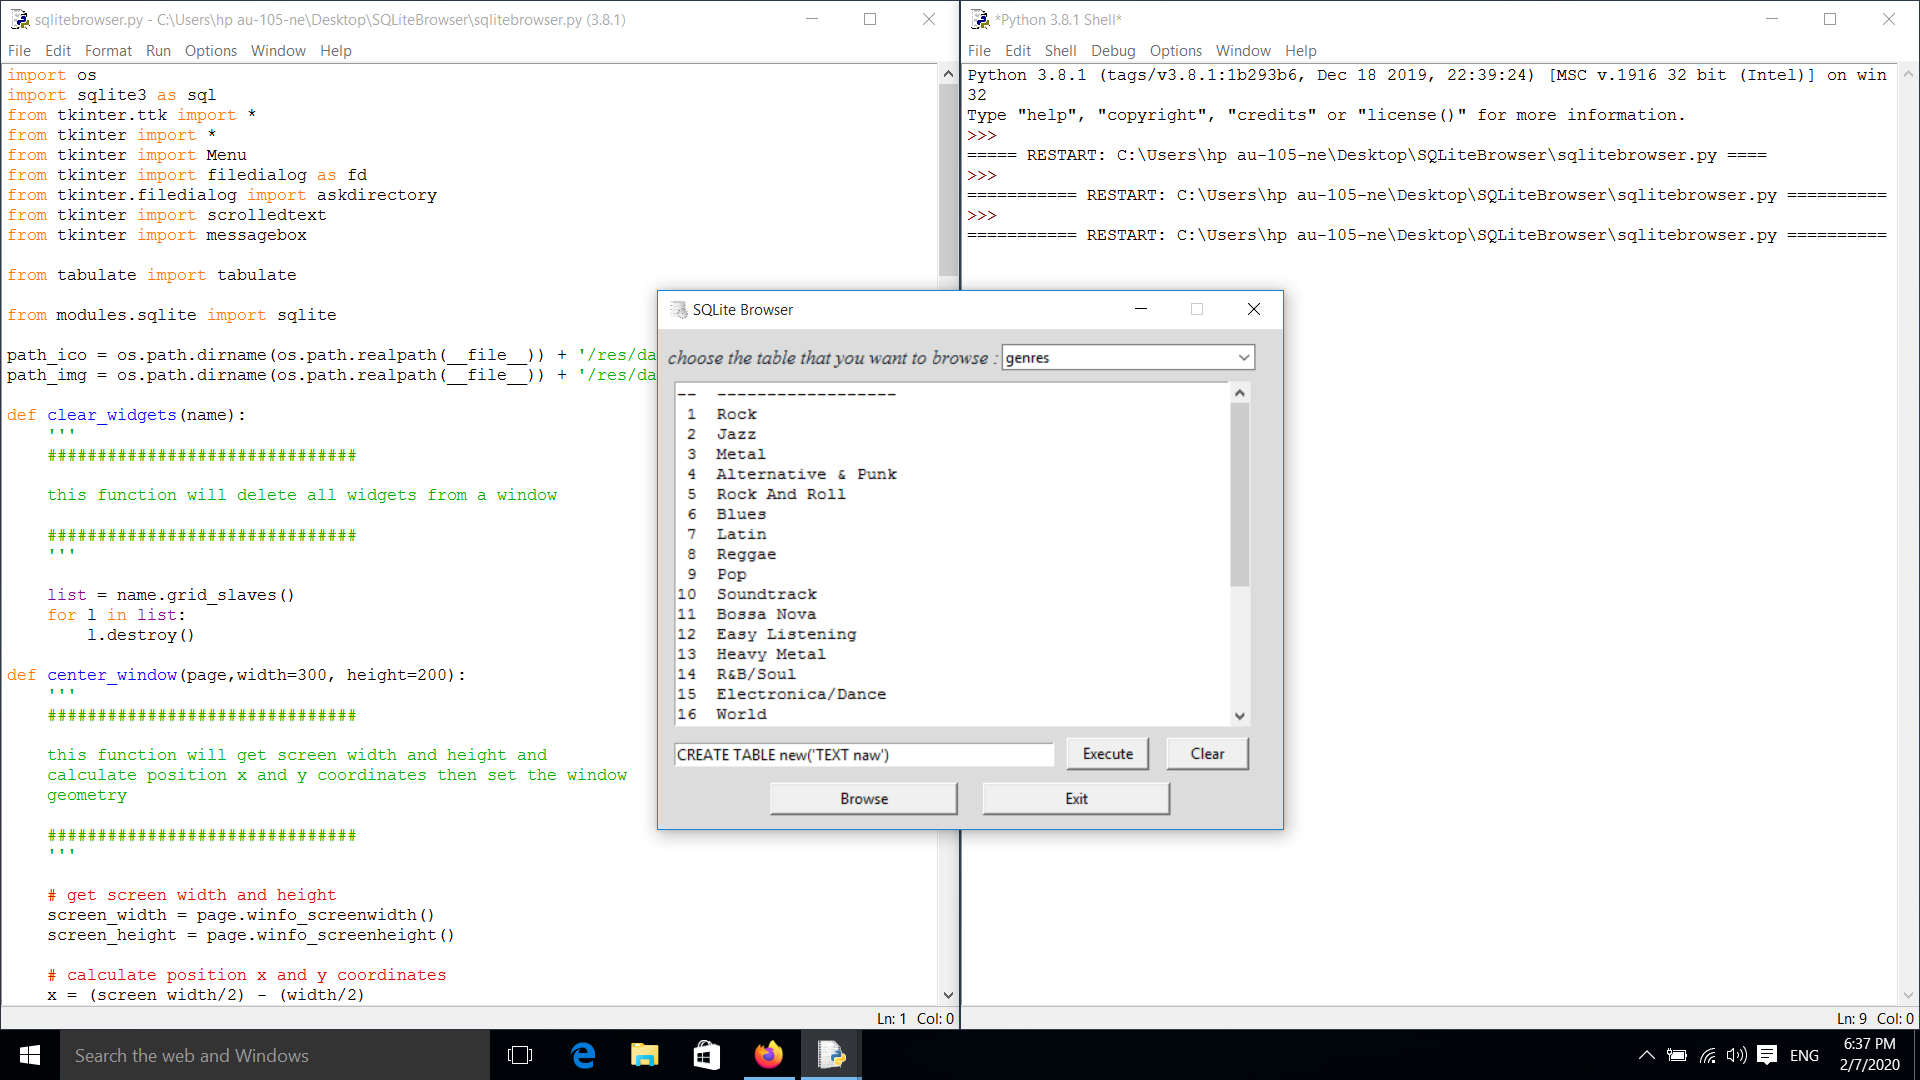 sqlitebrowser.py - C:\Users\hp au-105-ne\Desktop\SQLiteBrowser\sqlitebrowser.py (3.8.1)
File Edit Format Run Options Window Help
import os
import sqlite3 as sql
from tkinter.ttk import *
from tkinter import *
from tkinter import Menu
from tkinter import filedialog as fd
from tkinter.filedialog import askdirectory
from tkinter import scrolledtext
from tkinter import messagebox
from tabulate import tabulate
from modules.sqlite import sqlite
path_ico = os.path.dirname(os.path.realpath(__file__)) + '/res/da
path_img = os.path.dirname(os.path.realpath(__file__)) + '/res/da
def clear_widgets(name):
'''
###############################
this function will delete all widgets from a window
###############################
'''
list = name.grid_slaves()
for l in list:
l.destroy()
def center_window(page,width=300, height=200):
'''
###############################
this function will get screen width and height and
calculate position x and y coordinates then set the window
geometry
###############################
'''
# get screen width and height
screen_width = page.winfo_screenwidth()
screen_height = page.winfo_screenheight()
# calculate position x and y coordinates
x = (screen_width/2) - (width/2)
Ln: 1 Col: 0
*Python 3.8.1 Shell*
File Edit Shell Debug Options Window Help
Python 3.8.1 (tags/v3.8.1:1b293b6, Dec 18 2019, 22:39:24) [MSC v.1916 32 bit (Intel)] on win
32
Type "help", "copyright", "credits" or "license()" for more information.
>>>
===== RESTART: C:\Users\hp au-105-ne\Desktop\SQLiteBrowser\sqlitebrowser.py ====
>>>
=========== RESTART: C:\Users\hp au-105-ne\Desktop\SQLiteBrowser\sqlitebrowser.py ==========
>>>
=========== RESTART: C:\Users\hp au-105-ne\Desktop\SQLiteBrowser\sqlitebrowser.py ==========
Ln: 9 Col: 0
SQLite Browser
choose the table that you want to browse : genres
-- ------------------
1 Rock
2 Jazz
3 Metal
4 Alternative & Punk
5 Rock And Roll
6 Blues
7 Latin
8 Reggae
9 Pop
10 Soundtrack
11 Bossa Nova
12 Easy Listening
13 Heavy Metal
14 R&B/Soul
15 Electronica/Dance
16 World
CREATE TABLE new('TEXT naw') Execute Clear
Browse Exit
Search the web and Windows
ENG
6:37 PM
2/7/2020